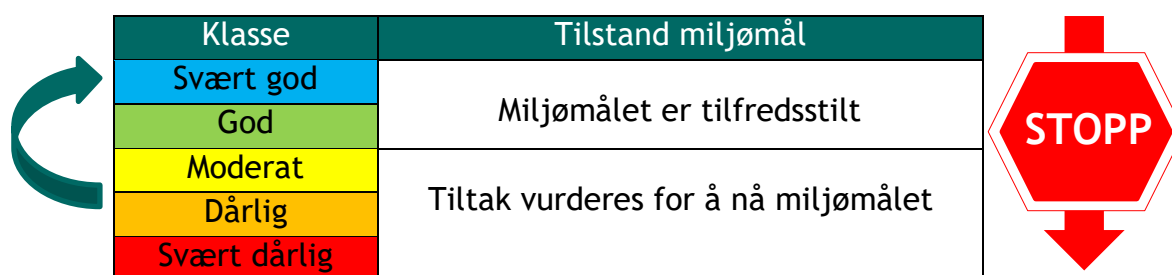 Klasse
Tilstand miljømål
Svært god
God
Miljømålet er tilfredsstilt
Moderat
Dårlig
Svært dårlig
Tiltak vurderes for å nå miljømålet
STOPP